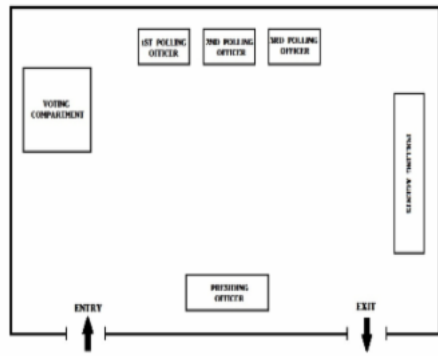 1ST POLLING
OFFICER
2ND POLLING
OFFICER
3RD POLLING
OFFICER
VOTING
COMPARTMENT
POLLING AGENTS
PRESIDING
OFFICER
ENTRY
EXIT